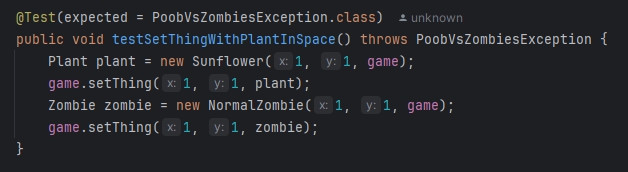 @Test(expected = PoobVsZombiesException.class) unknown
public void testSetThingWithPlantInSpace() throws PoobVsZombiesException {
    Plant plant = new Sunflower( x: 1, y: 1, game);
    game.setThing( x: 1, y: 1, plant);
    Zombie zombie = new NormalZombie( x: 1, y: 1, game);
    game.setThing( x: 1, y: 1, zombie);
}